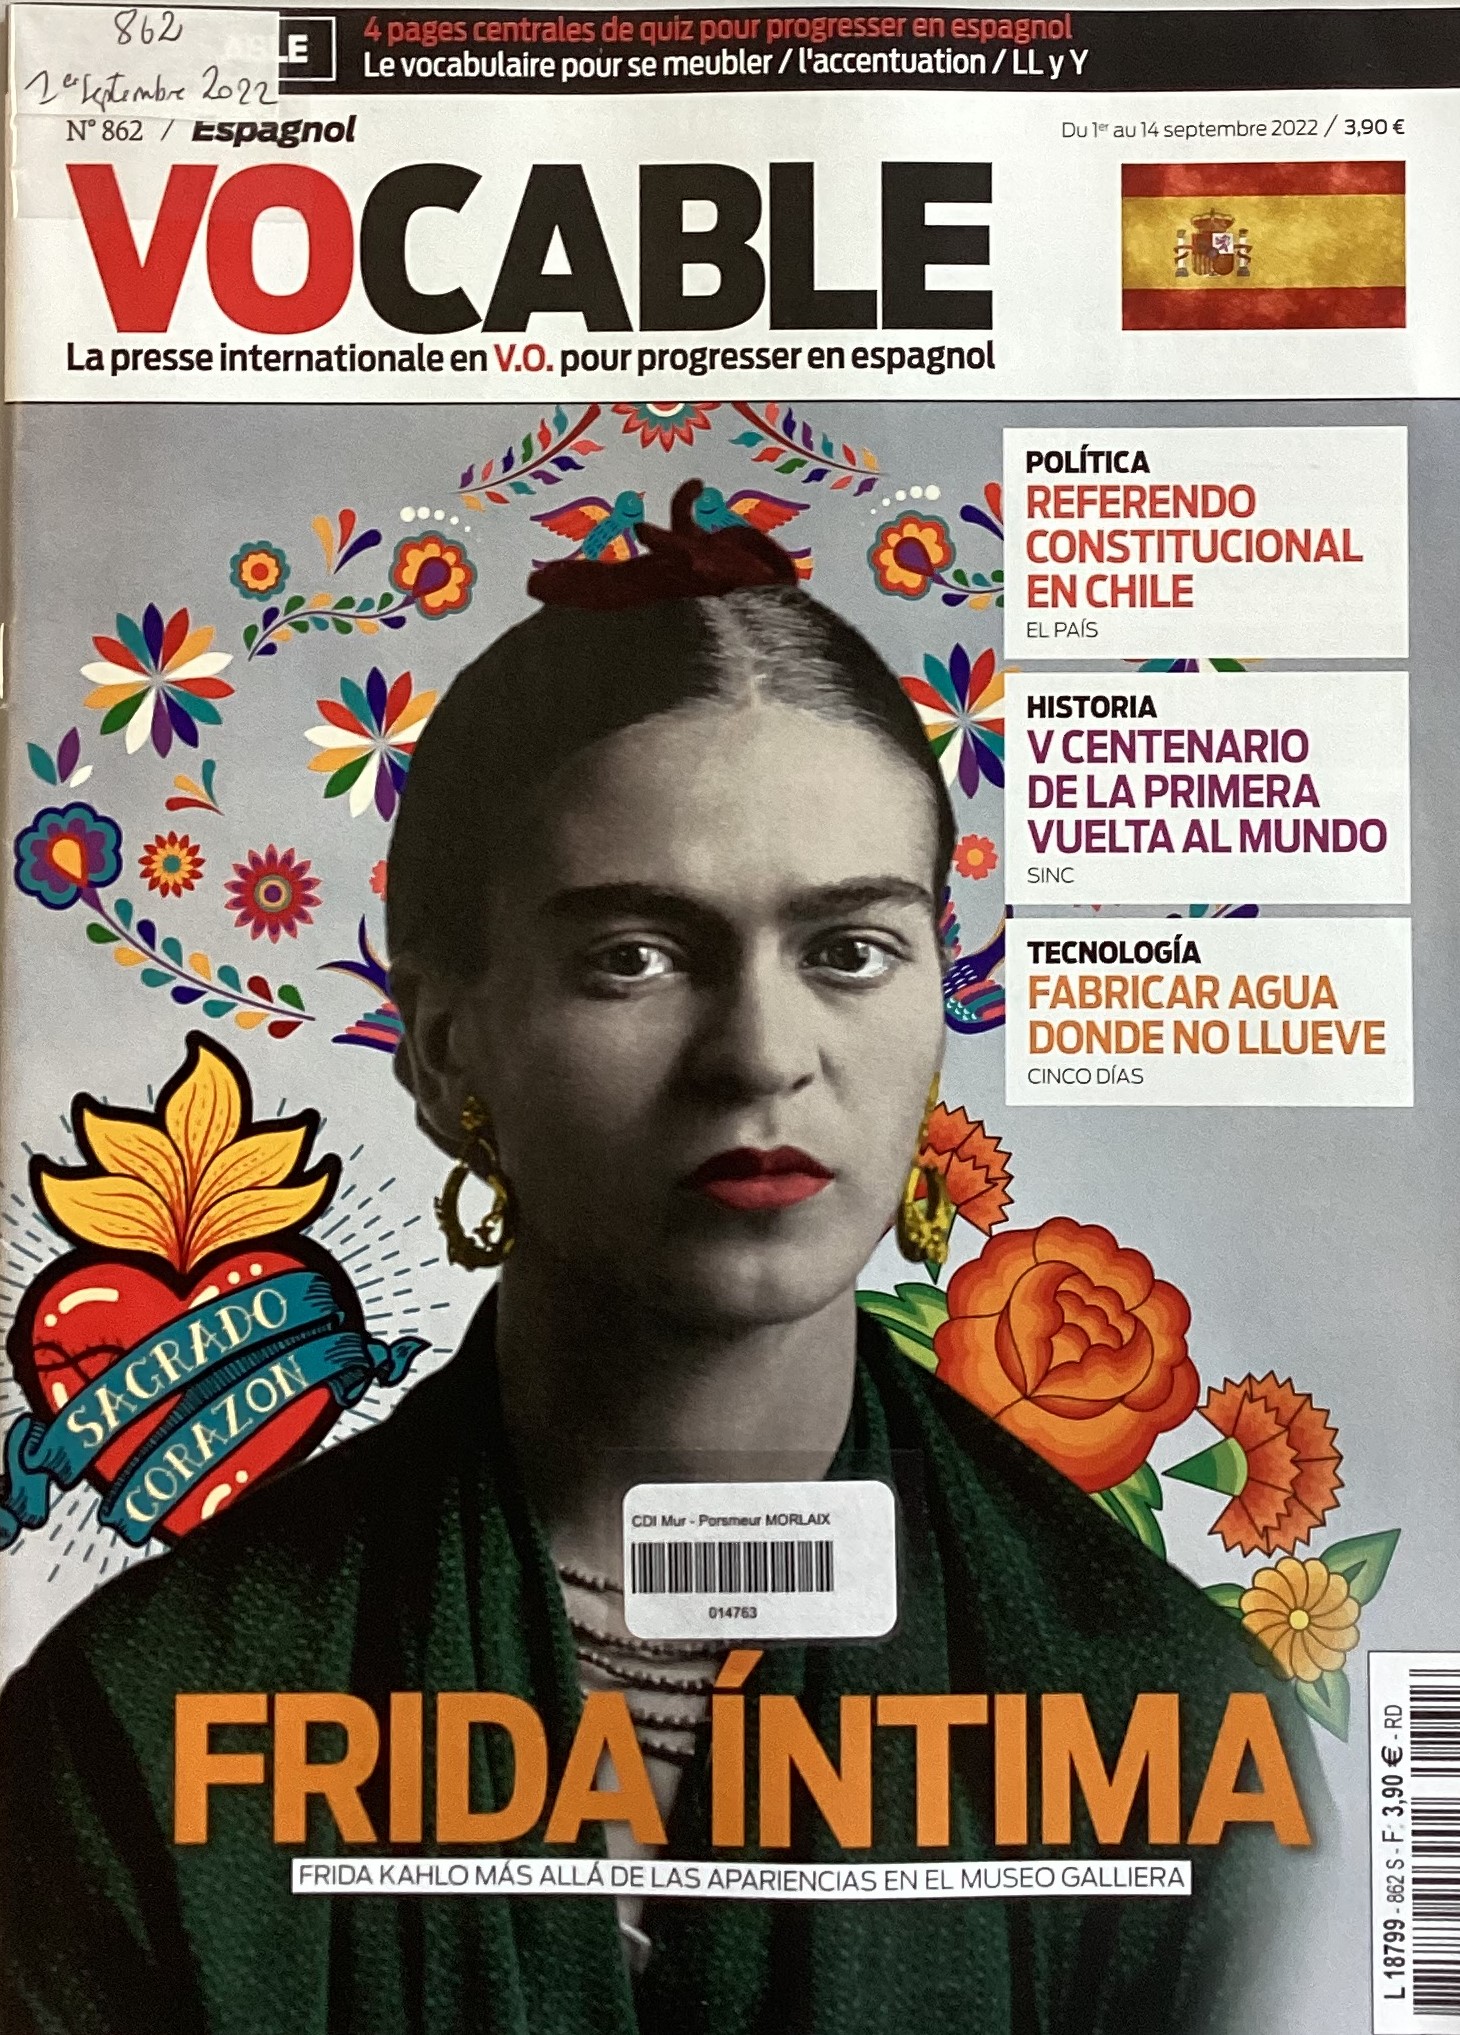 862
1er Septembre 2022
4 pages centrales de quiz pour progresser en espagnol
Le vocabulaire pour se meubler / l'accentuation / LL y Y
N° 862 / Espagnol
Du 1er au 14 septembre 2022 / 3,90 €
VOCABLE
La presse internationale en V.O. pour progresser en espagnol
POLÍTICA
REFERENDO
CONSTITUCIONAL
EN CHILE
EL PAÍS
HISTORIA
V CENTENARIO
DE LA PRIMERA
VUELTA AL MUNDO
SINC
TECNOLOGÍA
FABRICAR AGUA
DONDE NO LLUEVE
CINCO DÍAS
SAGRADO
CORAZON
CDI Mur - Porsmeur MORLAIX
014763
FRIDA ÍNTIMA
FRIDA KAHLO MÁS ALLÁ DE LAS APARIENCIAS EN EL MUSEO GALLIERA
L 18799 - 862 S - F: 3,90 € - RD